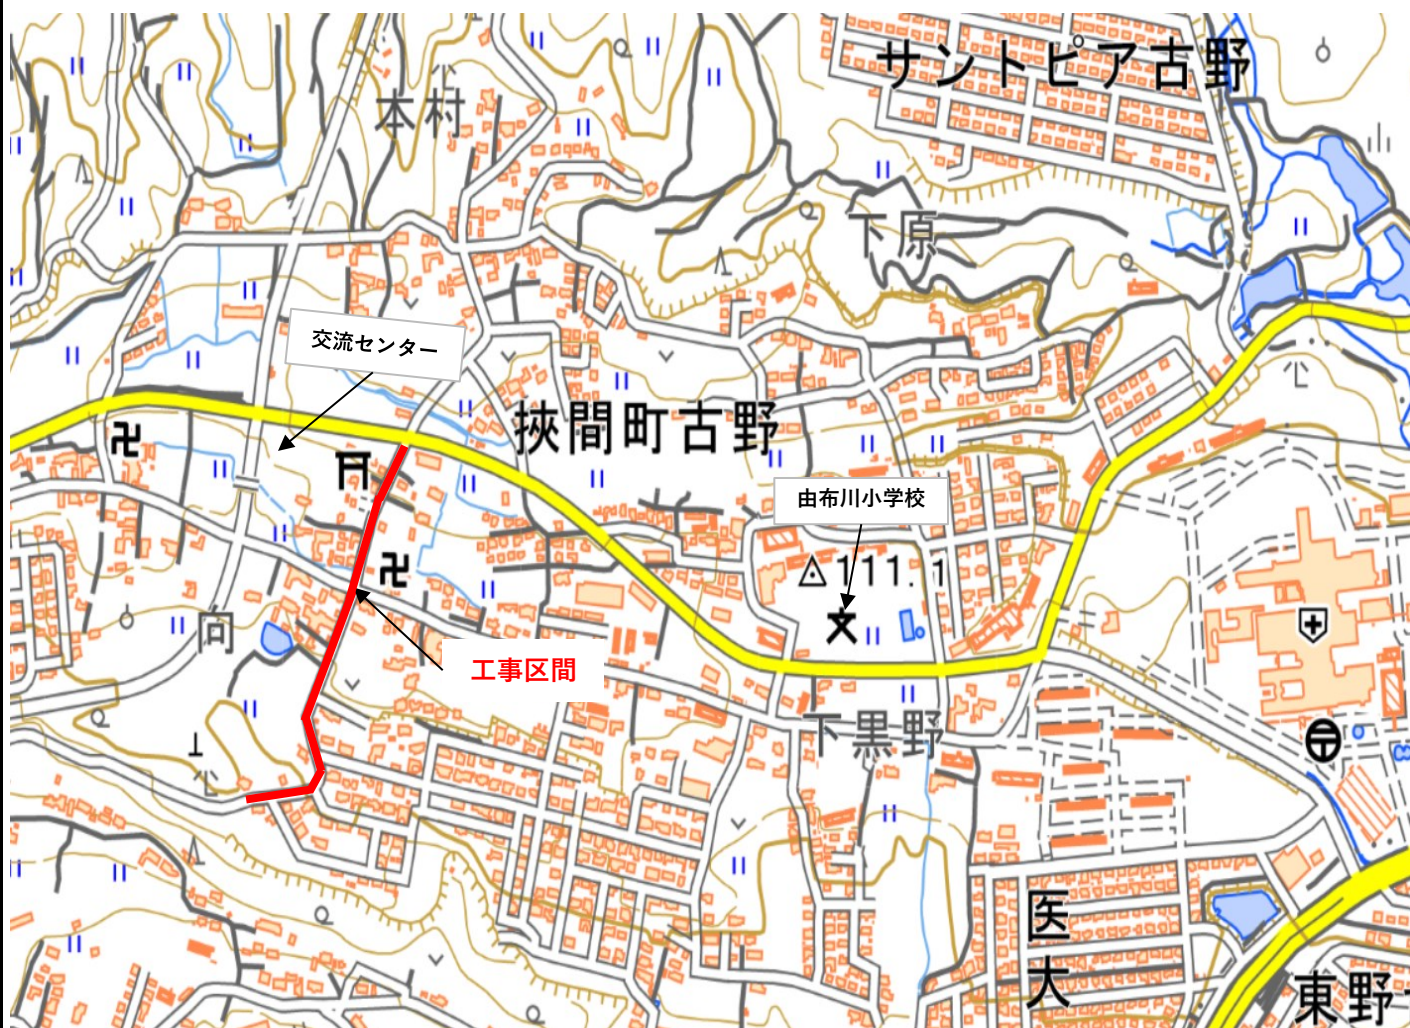 サントピア古野
本村
下原
交流センター
挾間町古野
由布川小学校
111.1
向
工事区間
下黒野
医大
東野